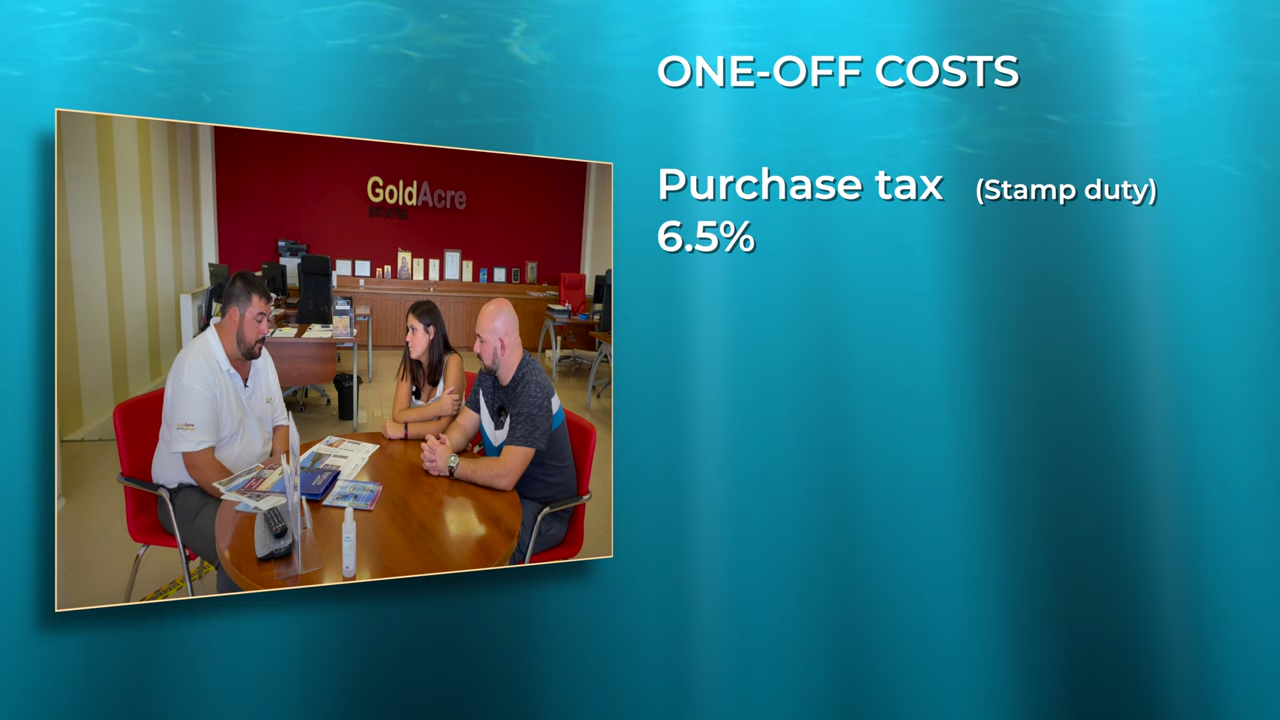 ONE-OFF COSTS
Purchase tax (Stamp duty)
6.5%
GoldAcre